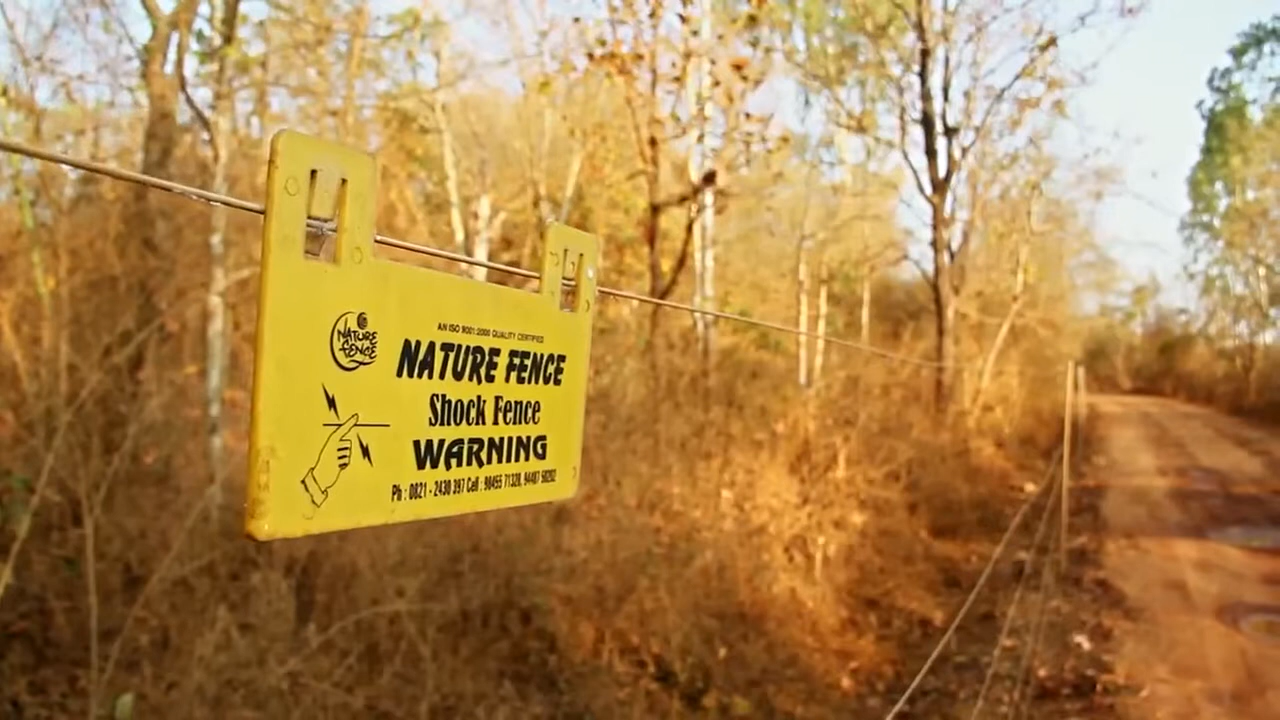 NATURE
FENCE
AN ISO 9001:2000 QUALITY CERTIFIED
NATURE FENCE
Shock Fence
WARNING
Ph : 0821 - 2430 397 Cell : 98455 71320, 94487 50202